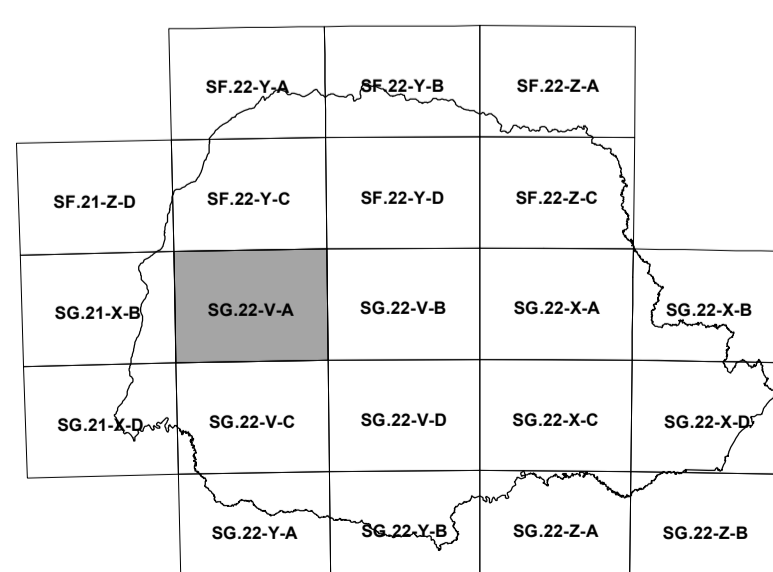 SF.22-Y-A SF.22-Y-B SF.22-Z-A
SF.21-Z-D SF.22-Y-C SF.22-Y-D SF.22-Z-C
SG.21-X-B SG.22-V-A SG.22-V-B SG.22-X-A SG.22-X-B
SG.21-X-D SG.22-V-C SG.22-V-D SG.22-X-C SG.22-X-D
SG.22-Y-A SG.22-Y-B SG.22-Z-A SG.22-Z-B